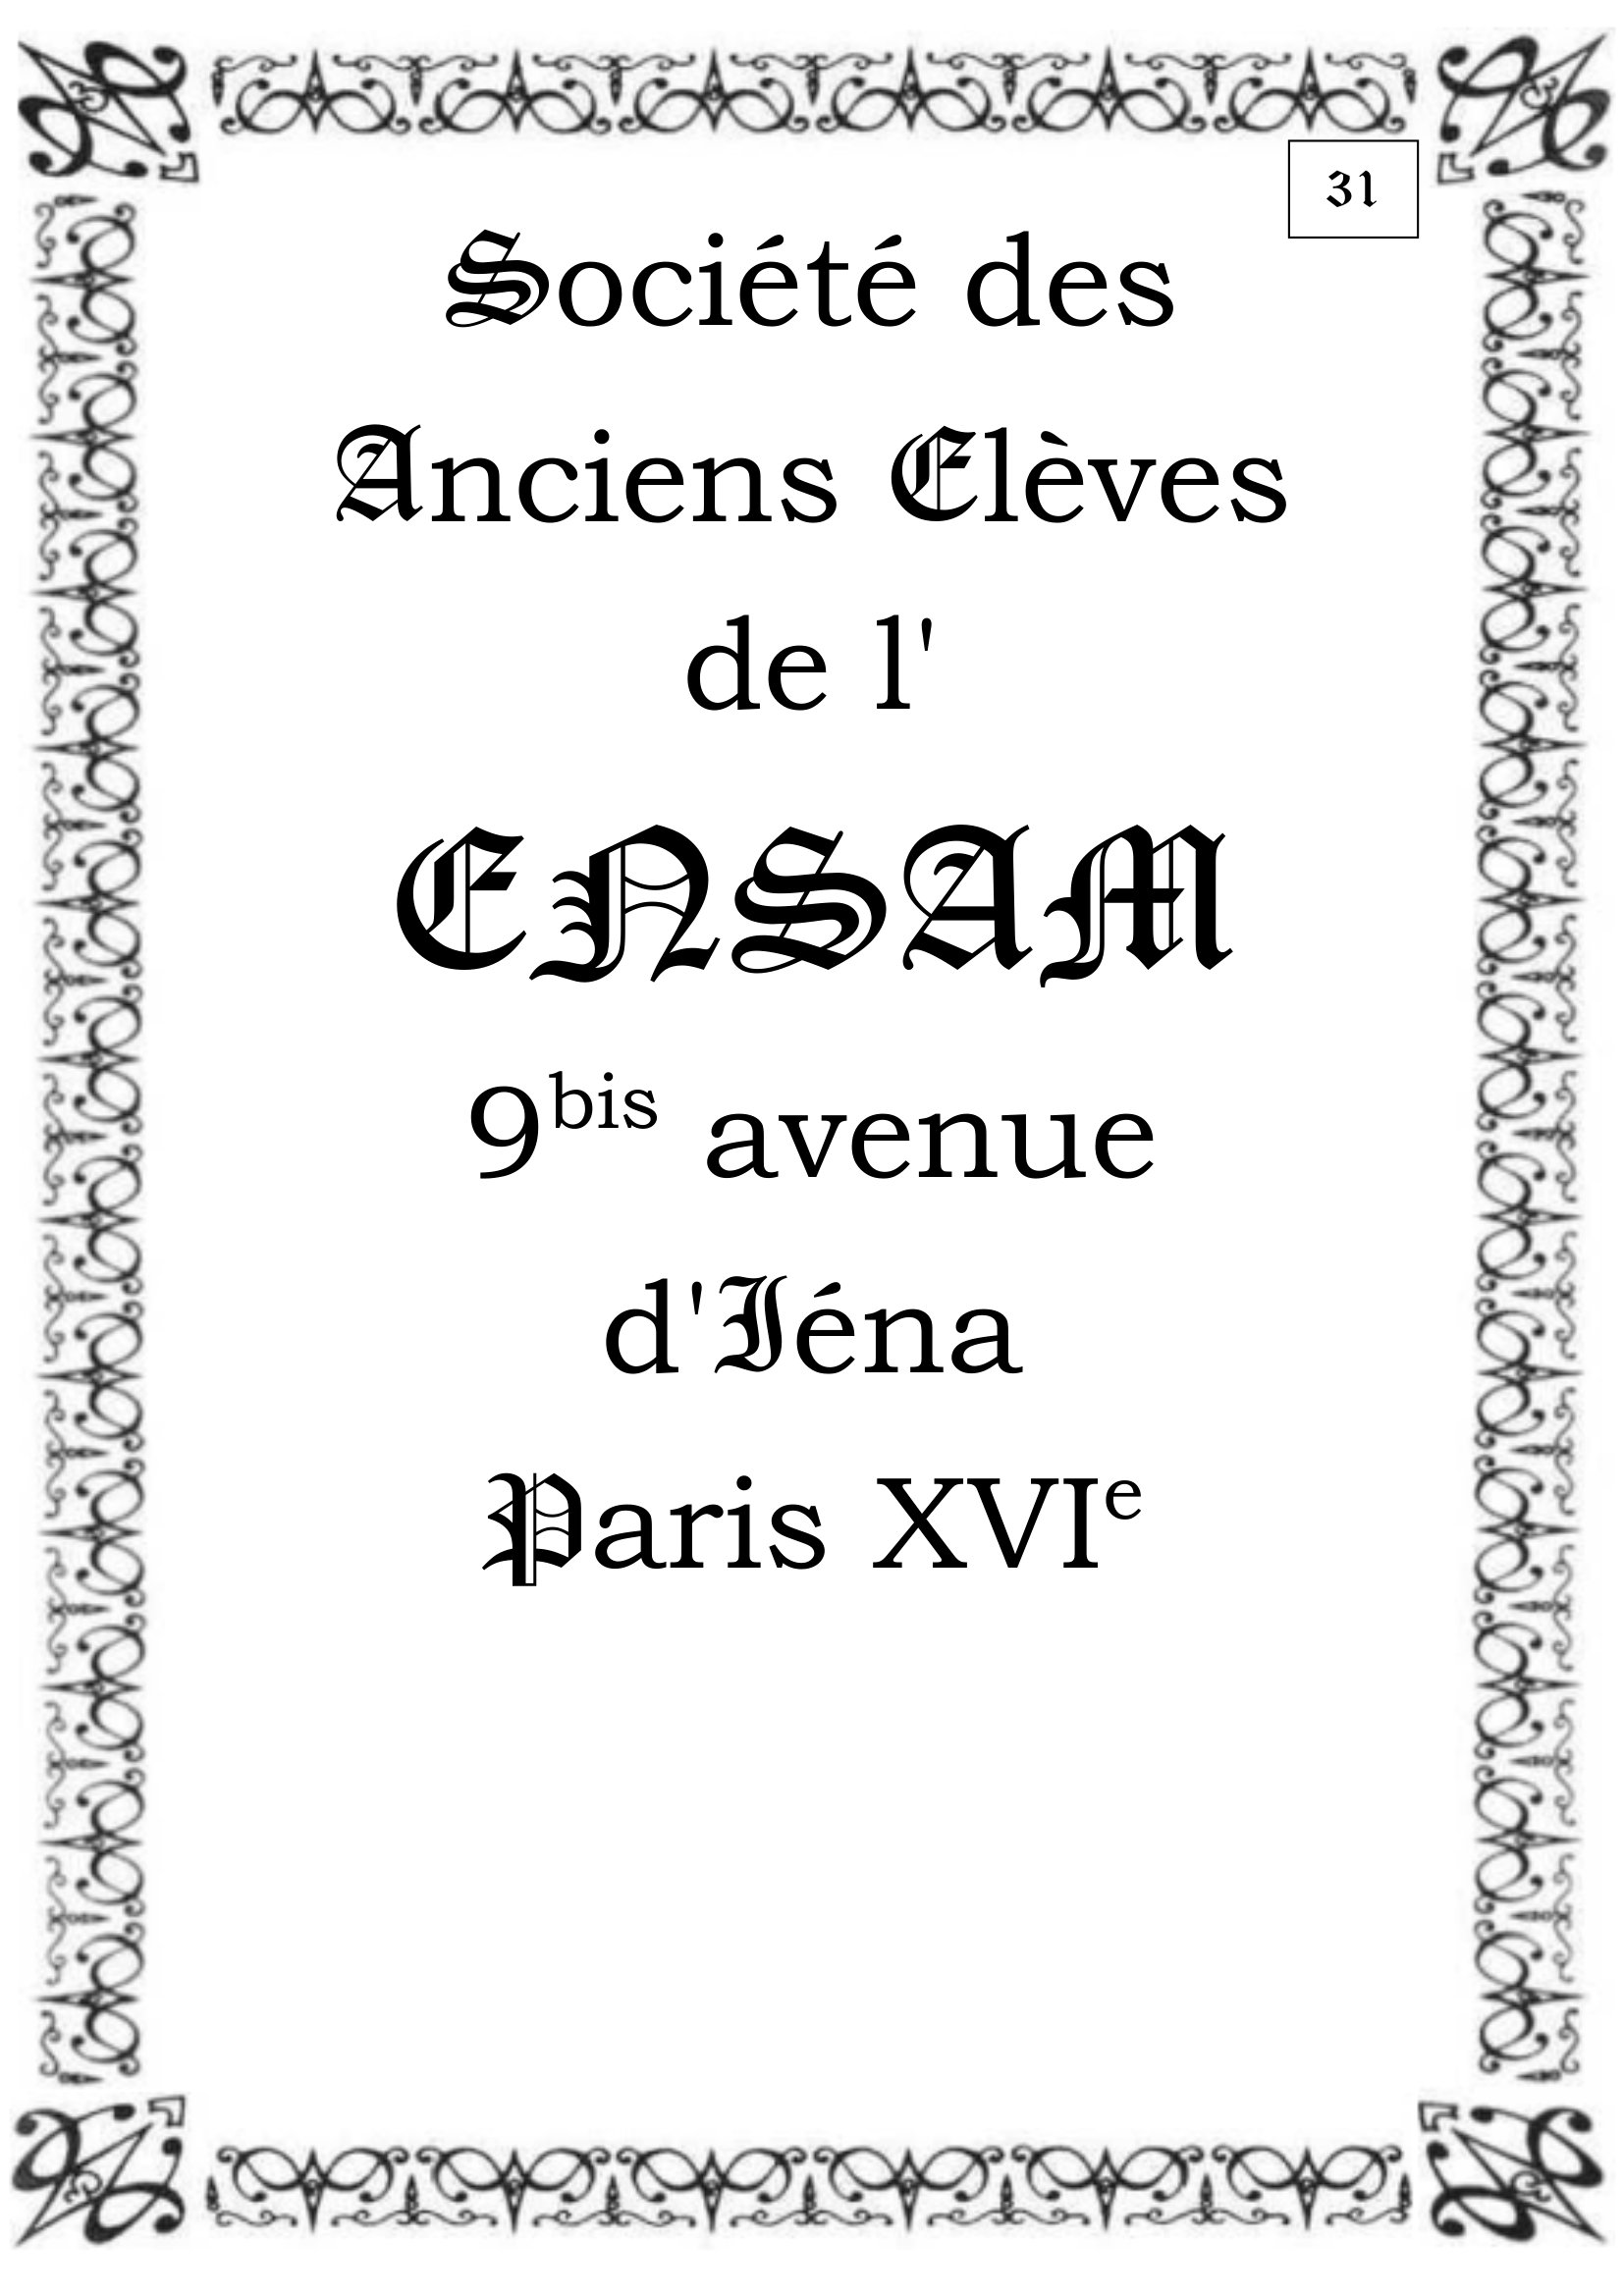 31
Société des
Anciens Elèves
de l'
ENSAM
9bis avenue
d'Iéna
Paris XVIe